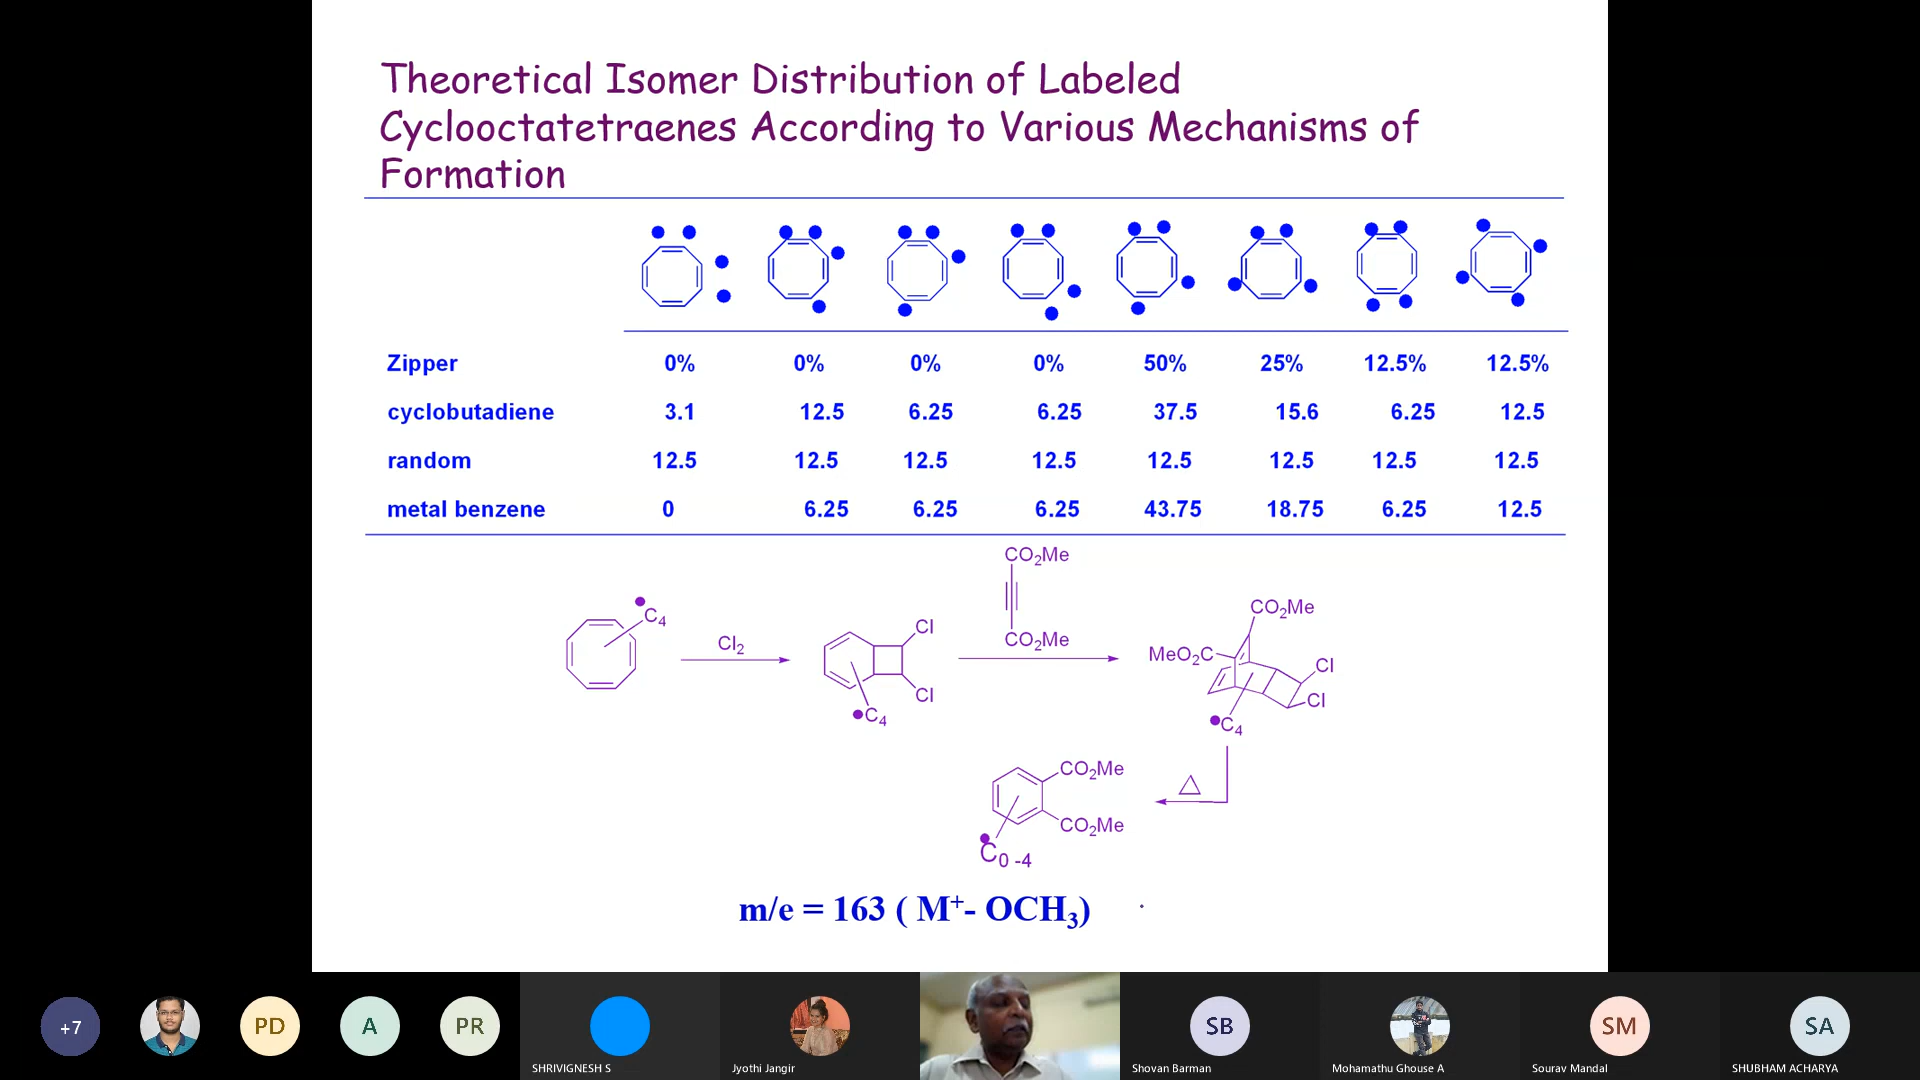 Theoretical Isomer Distribution of Labeled
Cyclooctatetraenes According to Various Mechanisms of
Formation
Zipper 0% 0% 0% 0% 50% 25% 12.5% 12.5%
cyclobutadiene 3.1 12.5 6.25 6.25 37.5 15.6 6.25 12.5
random 12.5 12.5 12.5 12.5 12.5 12.5 12.5 12.5
metal benzene 0 6.25 6.25 6.25 43.75 18.75 6.25 12.5
CO₂Me
CO₂Me
C₄
Cl₂
Cl
Cl
C₄
CO₂Me
MeO₂C
Cl
Cl
C₄
CO₂Me
CO₂Me
C₀ ₋₄
△
m/e = 163 ( M⁺- OCH₃)
+7
PD
A
PR
SB
SM
SA
SHRIVIGNESH S
Jyothi Jangir
Shovan Barman
Mohamathu Ghouse A
Sourav Mandal
SHUBHAM ACHARYA